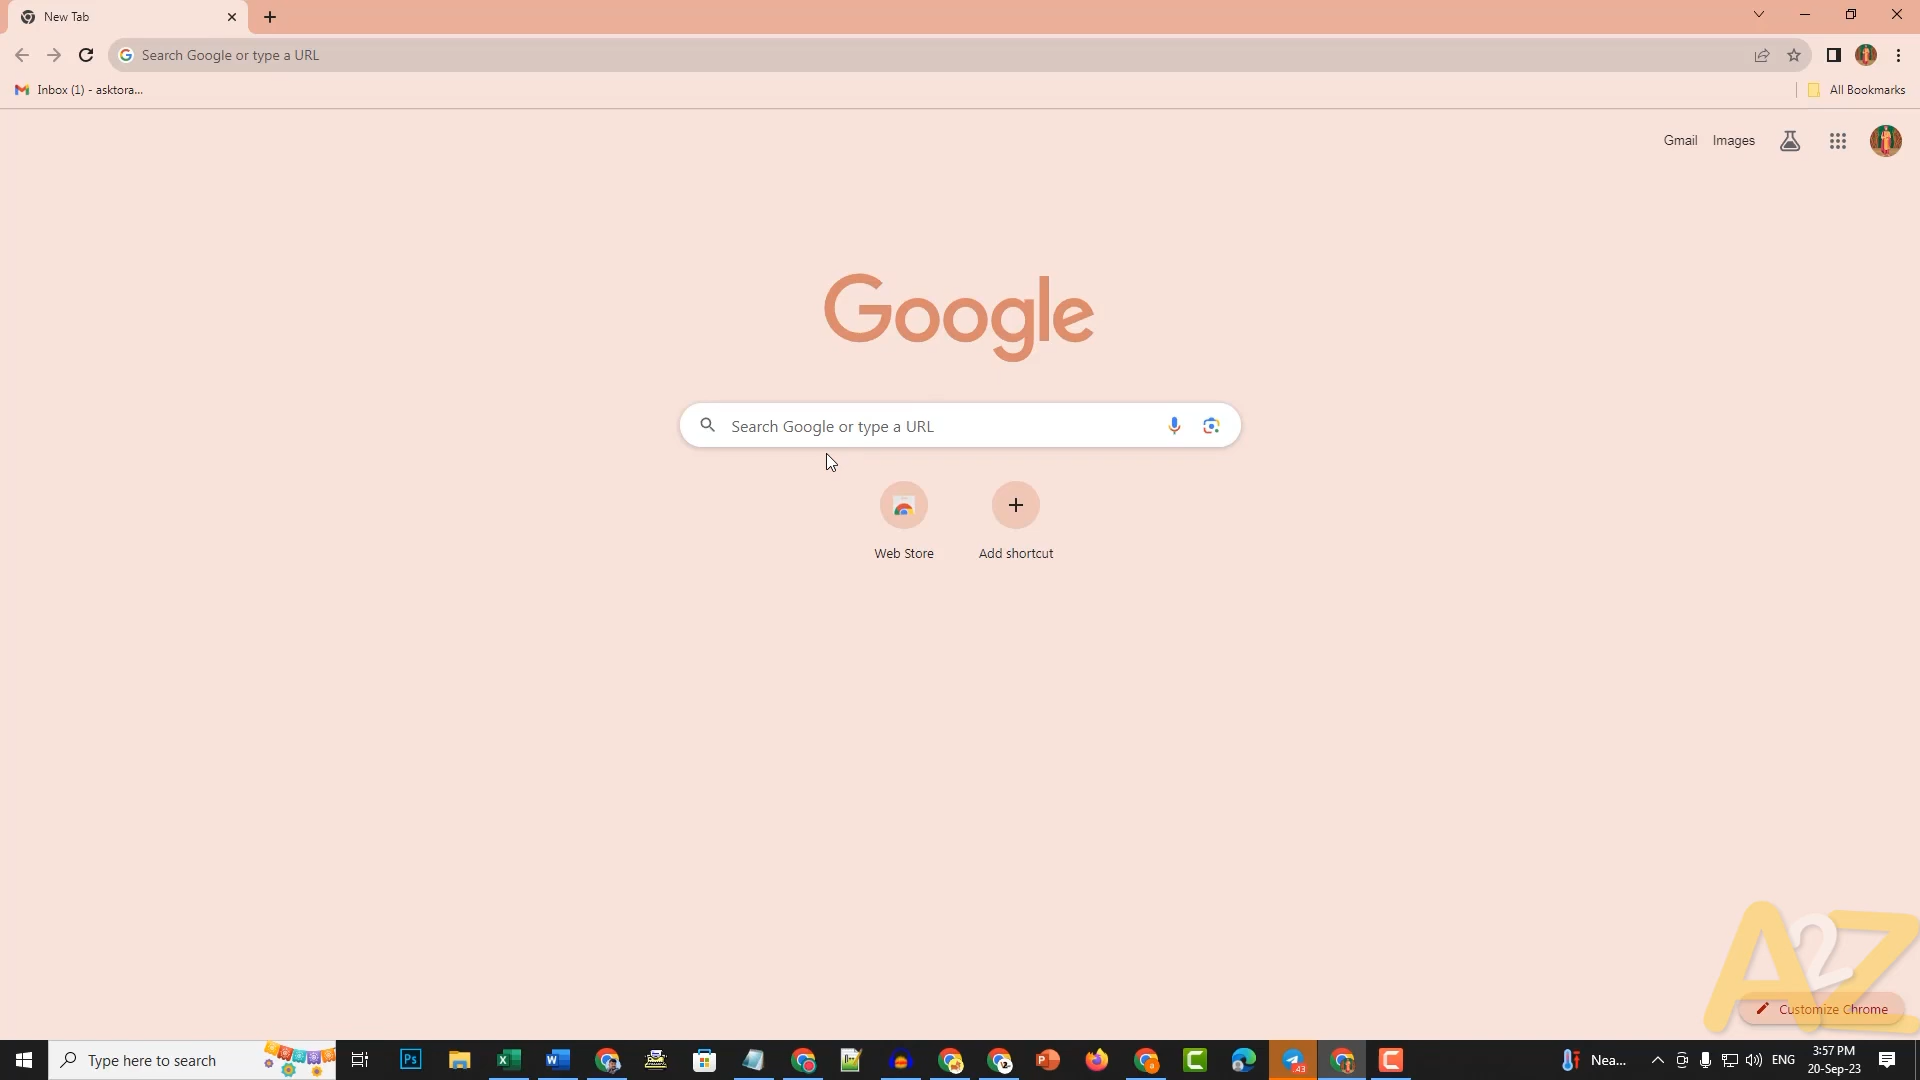 New Tab
Search Google or type a URL
Inbox (1) - asktora...
All Bookmarks
Gmail Images
Google
Search Google or type a URL
Web Store
Add shortcut
A2Z
Customize Chrome
Type here to search
Ps
Nea...
ENG
3:57 PM
20-Sep-23